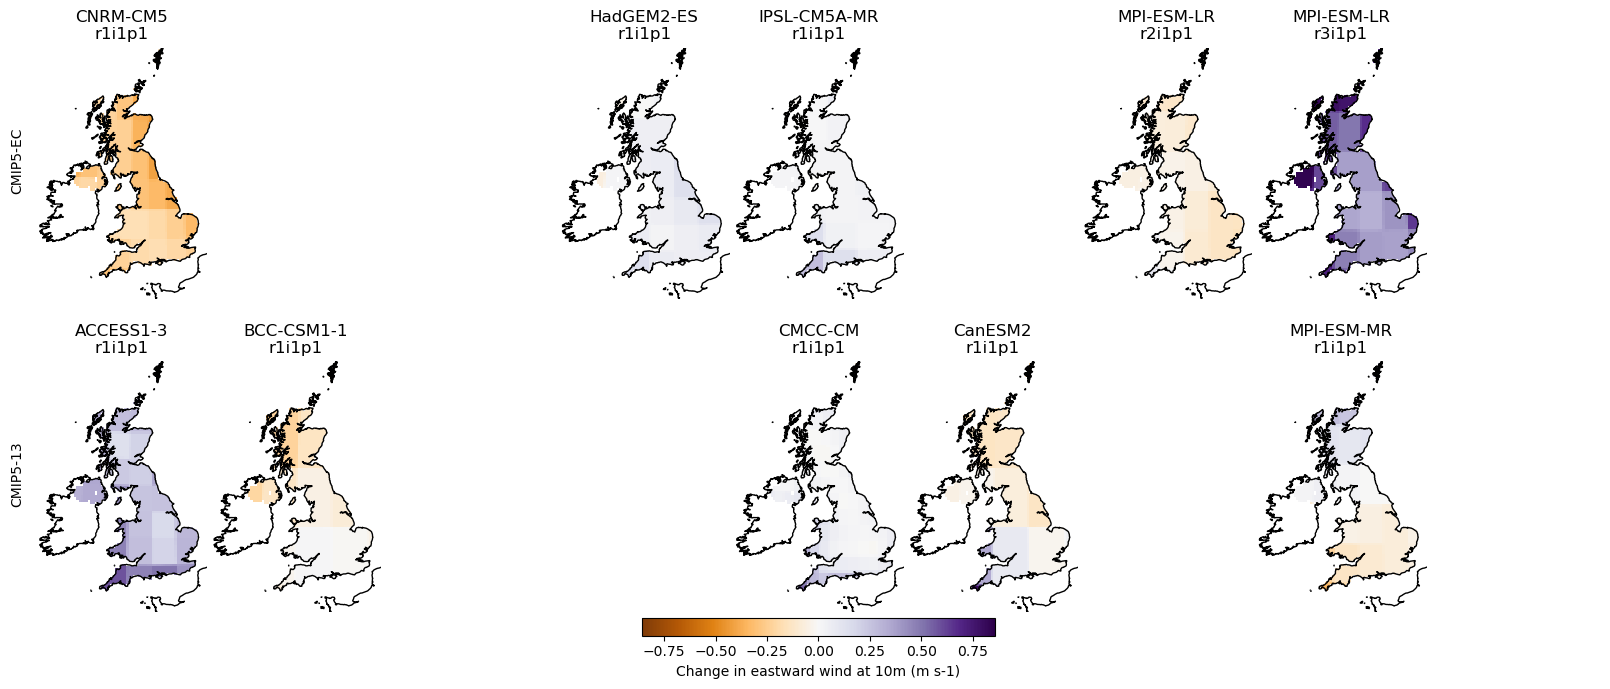 CNRM-CM5
r1i1p1
HadGEM2-ES
r1i1p1
IPSL-CM5A-MR
r1i1p1
MPI-ESM-LR
r2i1p1
MPI-ESM-LR
r3i1p1
CMIP5-EC
ACCESS1-3
r1i1p1
BCC-CSM1-1
r1i1p1
CMCC-CM
r1i1p1
CanESM2
r1i1p1
MPI-ESM-MR
r1i1p1
CMIP5-13
−0.75 −0.50 −0.25 0.00 0.25 0.50 0.75
Change in eastward wind at 10m (m s-1)